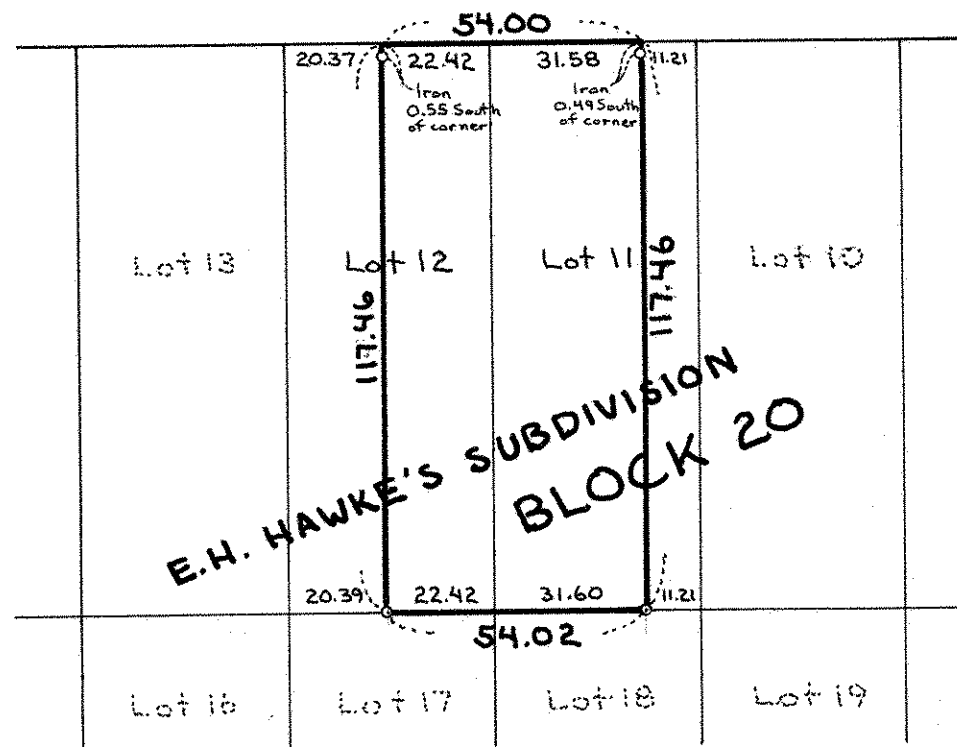 54.00
20.37 22.42 31.58 11.21
Iron
0.55 South
of corner
Iron
0.49 South
of corner
Lot 13 Lot 12 Lot 11 Lot 10
117.46
117.46
E.H. HAWKE'S SUBDIVISION
BLOCK 20
20.39 22.42 31.60 11.21
54.02
Lot 16 Lot 17 Lot 18 Lot 19